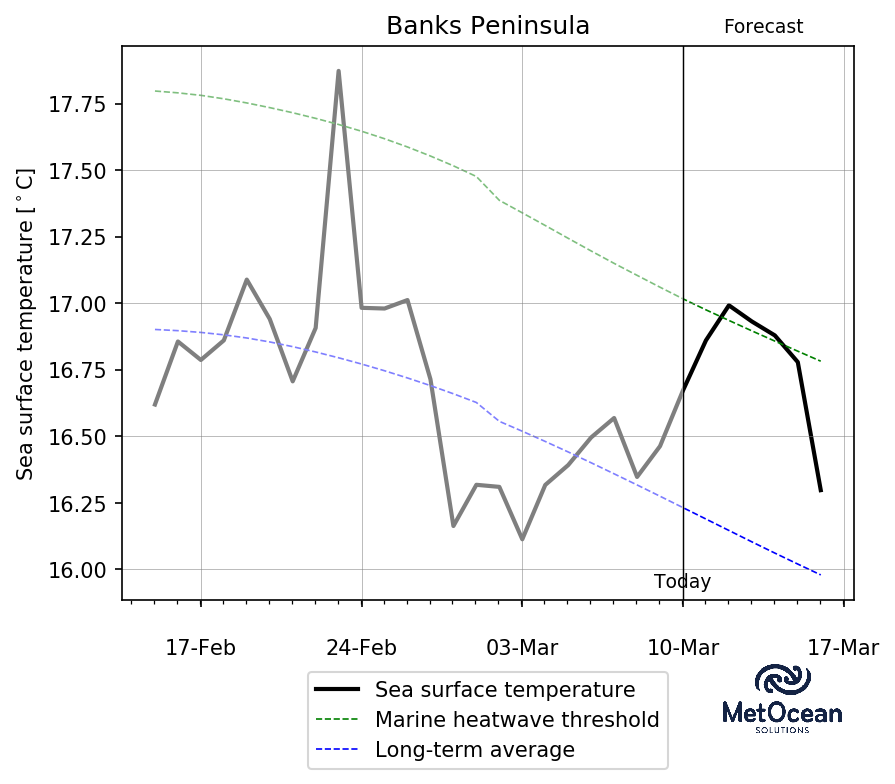 Banks Peninsula
Forecast
Sea surface temperature [°C]
17.75
17.50
17.25
17.00
16.75
16.50
16.25
16.00
Today
17-Feb
24-Feb
03-Mar
10-Mar
17-Mar
Sea surface temperature
Marine heatwave threshold
Long-term average
MetOcean
SOLUTIONS